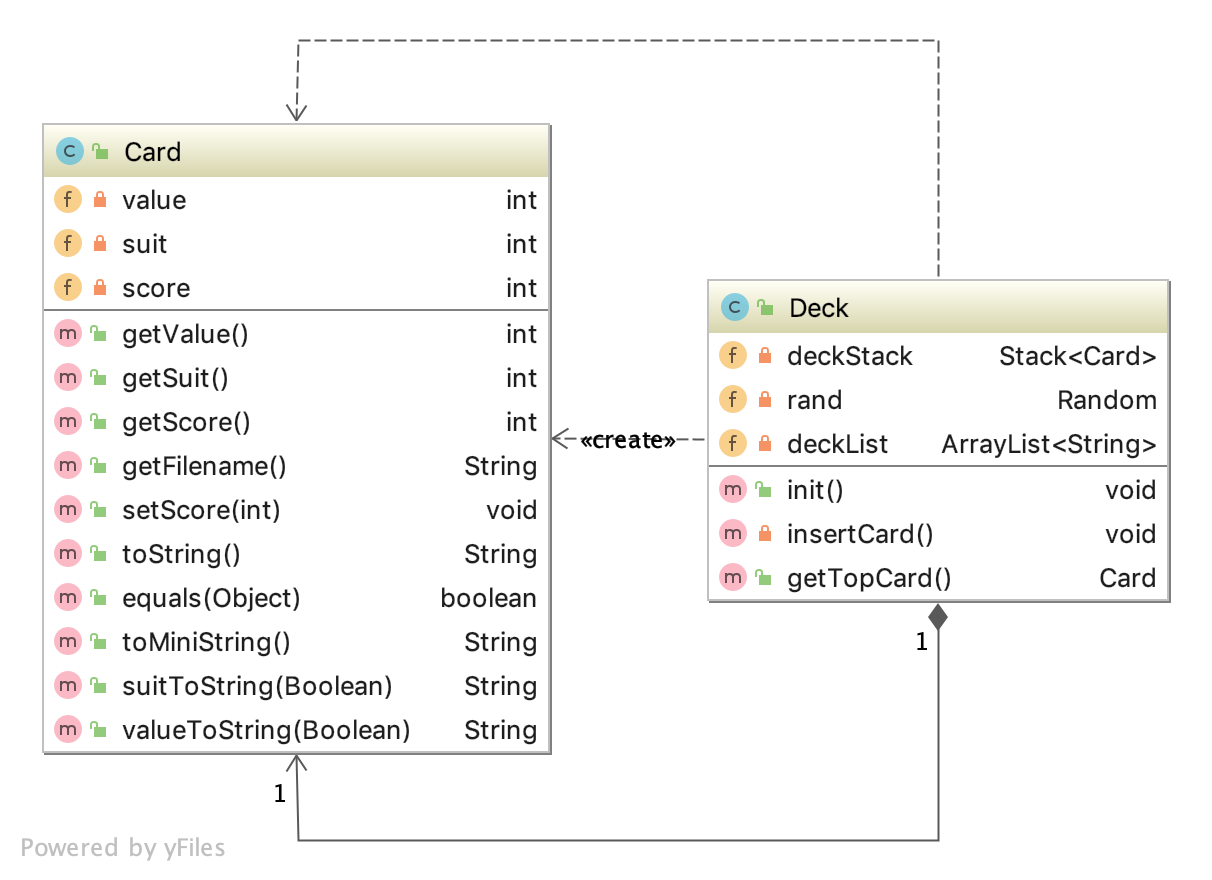 C Card
f value int
f suit int
f score int
m getValue() int
m getSuit() int
m getScore() int
m getFilename() String
m setScore(int) void
m toString() String
m equals(Object) boolean
m toMiniString() String
m suitToString(Boolean) String
m valueToString(Boolean) String
1
«create»
C Deck
f deckStack Stack<Card>
f rand Random
f deckList ArrayList<String>
m init() void
m insertCard() void
m getTopCard() Card
1
Powered by yFiles